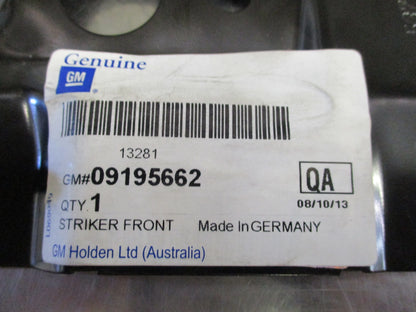 Genuine
GM
13281
GM# 09195662
QA
QTY. 1
08/10/13
STRIKER FRONT Made In GERMANY
GM Holden Ltd (Australia)